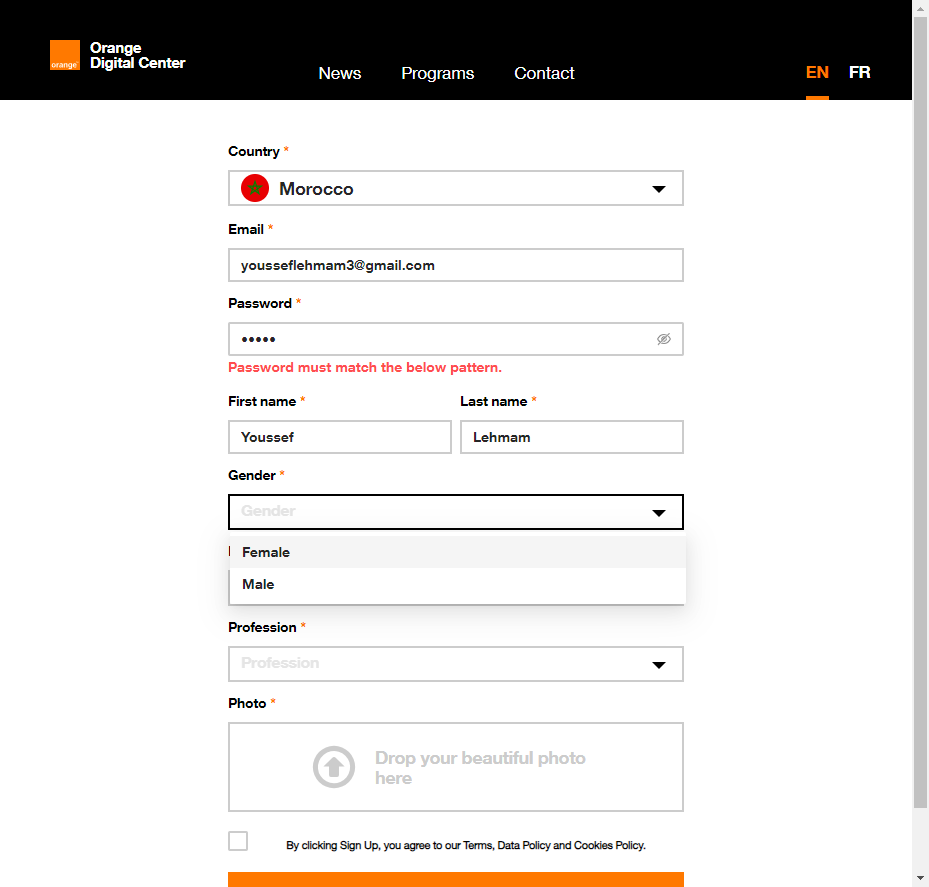 Orange
Digital Center
orange
News
Programs
Contact
EN
FR
Country *
Morocco
Email *
yousseflehmam3@gmail.com
Password *
•••••
Password must match the below pattern.
First name *
Last name *
Youssef
Lehmam
Gender *
Gender
Female
Male
Profession *
Profession
Photo *
Drop your beautiful photo
here
By clicking Sign Up, you agree to our Terms, Data Policy and Cookies Policy.